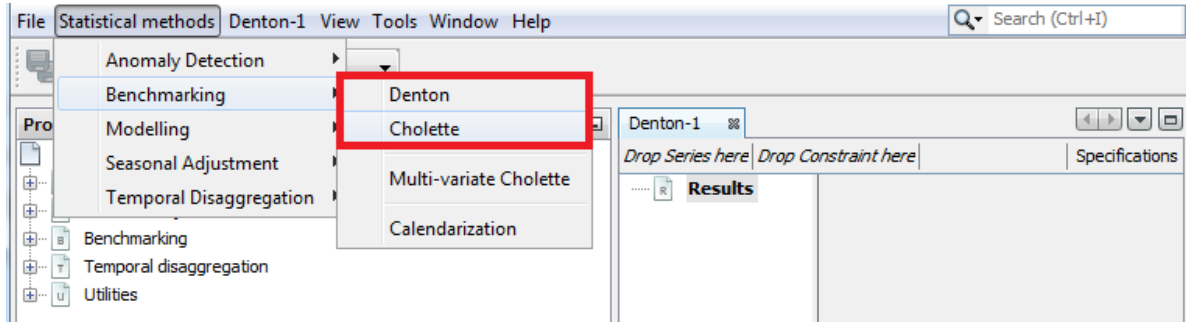 File Statistical methods Denton-1 View Tools Window Help Search (Ctrl+I)
Anomaly Detection
Benchmarking
Modelling
Seasonal Adjustment
Temporal Disaggregation
Denton
Cholette
Multi-variate Cholette
Calendarization
Pro
Benchmarking
Temporal disaggregation
Utilities
Denton-1
Drop Series here Drop Constraint here Specifications
Results